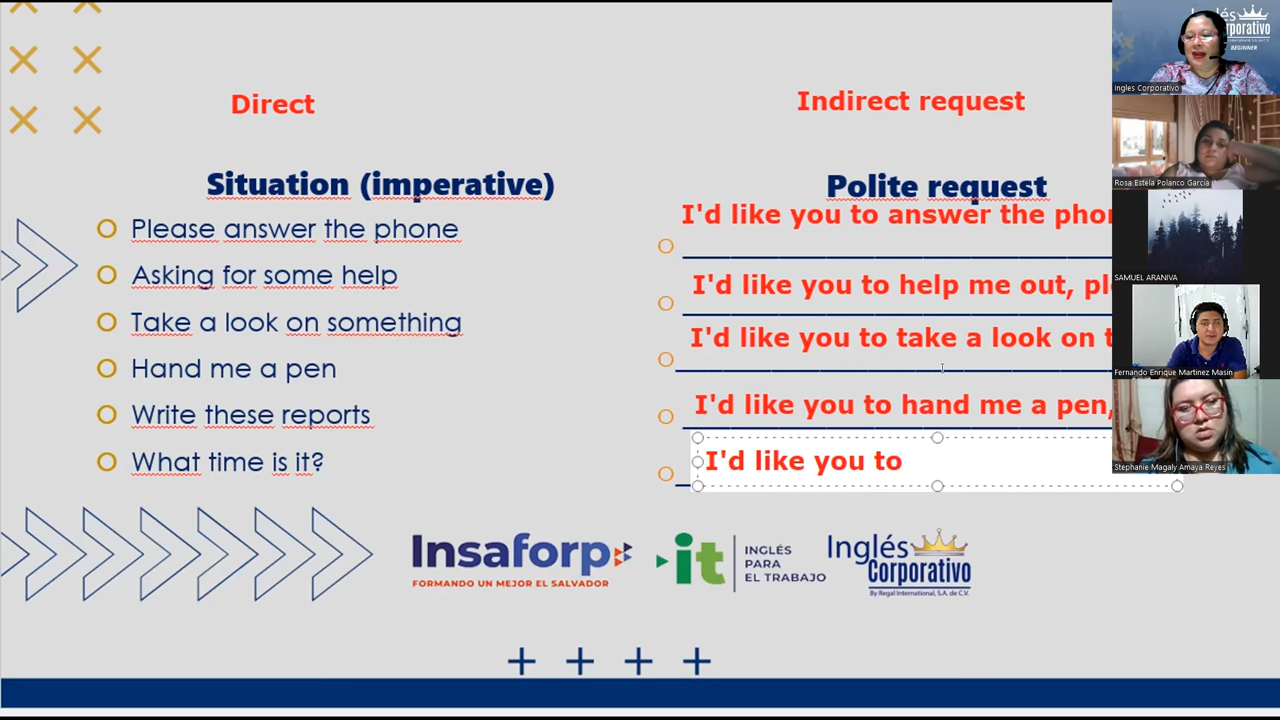 Direct
Indirect request
Situation (imperative)
Polite request
Please answer the phone
Asking for some help
Take a look on something
Hand me a pen
Write these reports
What time is it?
I'd like you to answer the
I'd like you to help me out,
I'd like you to take a look on
I'd like you to hand me a pen,
I'd like you to
Insaforp
FORMANDO UN MEJOR EL SALVADOR
it
INGLÉS
PARA
EL TRABAJO
Inglés
Corporativo
By Regal International, S.A. de C.V.
BEGINNER
Ingles Corporativo
Rosa Estela Polanco García
SAMUEL ARANIVA
Fernando Enrique Martinez Masin
Stephanie Magaly Amaya Reyes